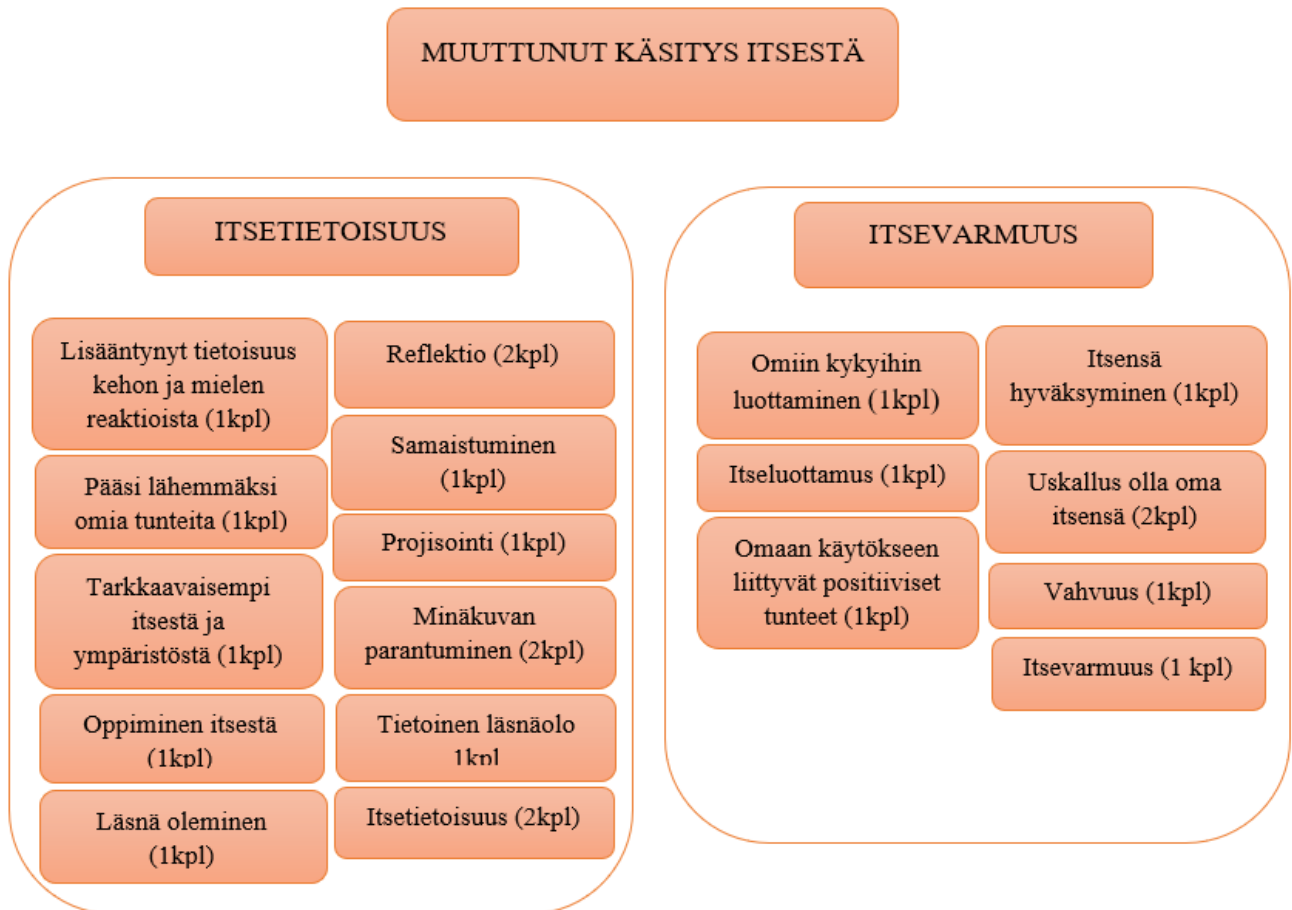 MUUTTUNUT KÄSITYS ITSESTÄ
ITSETIETOISUUS
Lisääntynyt tietoisuus
kehon ja mielen
reaktioista (1kpl)
Pääsi lähemmäksi
omia tunteita (1kpl)
Tarkkaavaisempi
itsestä ja
ympäristöstä (1kpl)
Oppiminen itsestä
(1kpl)
Läsnä oleminen
(1kpl)
Reflektio (2kpl)
Samaistuminen
(1kpl)
Projisointi (1kpl)
Minäkuvan
parantuminen (2kpl)
Tietoinen läsnäolo
1kpl
Itsetietoisuus (2kpl)
ITSEVARMUUS
Omiin kykyihin
luottaminen (1kpl)
Itseluottamus (1kpl)
Omaan käytökseen
liittyvät positiiviset
tunteet (1kpl)
Itsensä
hyväksyminen (1kpl)
Uskallus olla oma
itsensä (2kpl)
Vahvuus (1kpl)
Itsevarmuus (1 kpl)